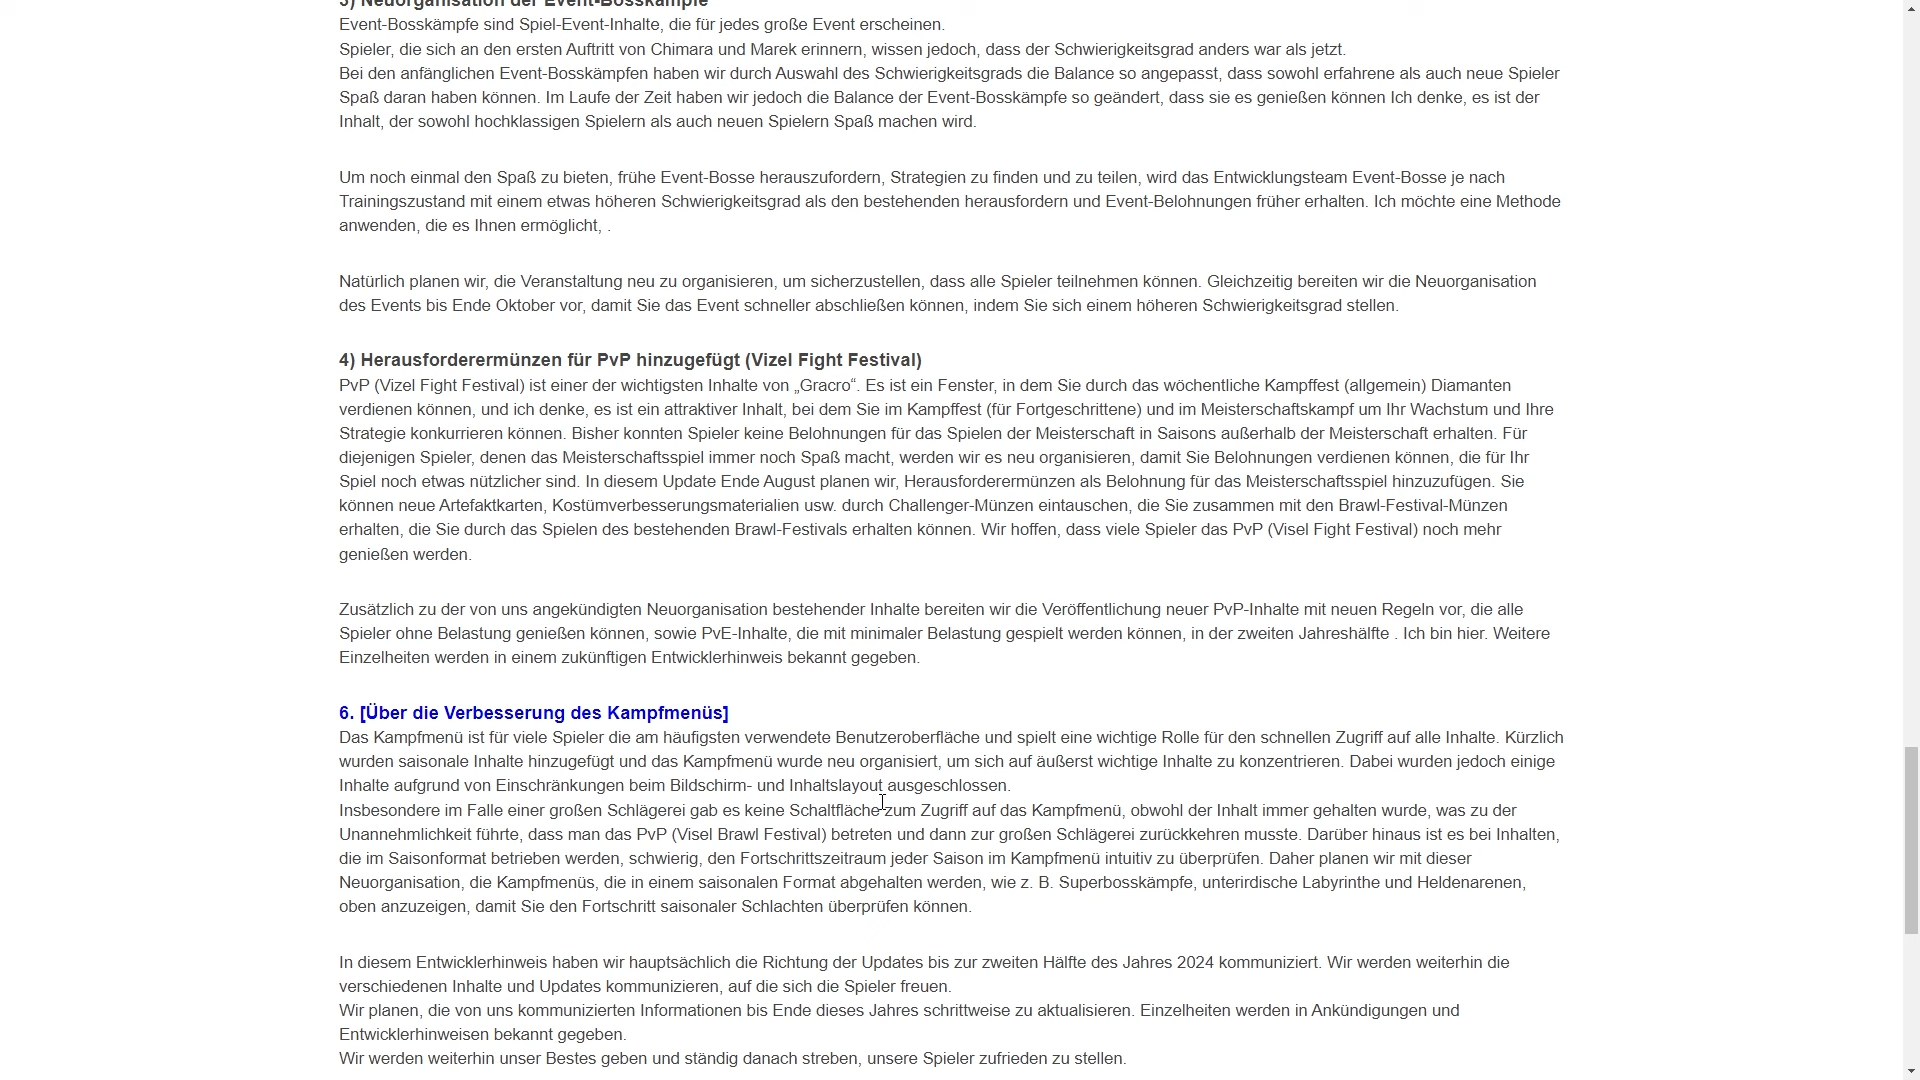 3) Neuorganisation der Event-Bosskämpfe
Event-Bosskämpfe sind Spiel-Event-Inhalte, die für jedes große Event erscheinen.
Spieler, die sich an den ersten Auftritt von Chimara und Marek erinnern, wissen jedoch, dass der Schwierigkeitsgrad anders war als jetzt.
Bei den anfänglichen Event-Bosskämpfen haben wir durch Auswahl des Schwierigkeitsgrads die Balance so angepasst, dass sowohl erfahrene als auch neue Spieler
Spaß daran haben können. Im Laufe der Zeit haben wir jedoch die Balance der Event-Bosskämpfe so geändert, dass sie es genießen können Ich denke, es ist der
Inhalt, der sowohl hochklassigen Spielern als auch neuen Spielern Spaß machen wird.
Um noch einmal den Spaß zu bieten, frühe Event-Bosse herauszufordern, Strategien zu finden und zu teilen, wird das Entwicklungsteam Event-Bosse je nach
Trainingszustand mit einem etwas höheren Schwierigkeitsgrad als den bestehenden herausfordern und Event-Belohnungen früher erhalten. Ich möchte eine Methode
anwenden, die es Ihnen ermöglicht, .
Natürlich planen wir, die Veranstaltung neu zu organisieren, um sicherzustellen, dass alle Spieler teilnehmen können. Gleichzeitig bereiten wir die Neuorganisation
des Events bis Ende Oktober vor, damit Sie das Event schneller abschließen können, indem Sie sich einem höheren Schwierigkeitsgrad stellen.
4) Herausforderermünzen für PvP hinzugefügt (Vizel Fight Festival)
PvP (Vizel Fight Festival) ist einer der wichtigsten Inhalte von „Gracro“. Es ist ein Fenster, in dem Sie durch das wöchentliche Kampffest (allgemein) Diamanten
verdienen können, und ich denke, es ist ein attraktiver Inhalt, bei dem Sie im Kampffest (für Fortgeschrittene) und im Meisterschaftskampf um Ihr Wachstum und Ihre
Strategie konkurrieren können. Bisher konnten Spieler keine Belohnungen für das Spielen der Meisterschaft in Saisons außerhalb der Meisterschaft erhalten. Für
diejenigen Spieler, denen das Meisterschaftsspiel immer noch Spaß macht, werden wir es neu organisieren, damit Sie Belohnungen verdienen können, die für Ihr
Spiel noch etwas nützlicher sind. In diesem Update Ende August planen wir, Herausforderermünzen als Belohnung für das Meisterschaftsspiel hinzuzufügen. Sie
können neue Artefaktkarten, Kostümverbesserungsmaterialien usw. durch Challenger-Münzen eintauschen, die Sie zusammen mit den Brawl-Festival-Münzen
erhalten, die Sie durch das Spielen des bestehenden Brawl-Festivals erhalten können. Wir hoffen, dass viele Spieler das PvP (Visel Fight Festival) noch mehr
genießen werden.
Zusätzlich zu der von uns angekündigten Neuorganisation bestehender Inhalte bereiten wir die Veröffentlichung neuer PvP-Inhalte mit neuen Regeln vor, die alle
Spieler ohne Belastung genießen können, sowie PvE-Inhalte, die mit minimaler Belastung gespielt werden können, in der zweiten Jahreshälfte . Ich bin hier. Weitere
Einzelheiten werden in einem zukünftigen Entwicklerhinweis bekannt gegeben.
6. [Über die Verbesserung des Kampfmenüs]
Das Kampfmenü ist für viele Spieler die am häufigsten verwendete Benutzeroberfläche und spielt eine wichtige Rolle für den schnellen Zugriff auf alle Inhalte. Kürzlich
wurden saisonale Inhalte hinzugefügt und das Kampfmenü wurde neu organisiert, um sich auf äußerst wichtige Inhalte zu konzentrieren. Dabei wurden jedoch einige
Inhalte aufgrund von Einschränkungen beim Bildschirm- und Inhaltslayout ausgeschlossen.
Insbesondere im Falle einer großen Schlägerei gab es keine Schaltfläche zum Zugriff auf das Kampfmenü, obwohl der Inhalt immer gehalten wurde, was zu der
Unannehmlichkeit führte, dass man das PvP (Visel Brawl Festival) betreten und dann zur großen Schlägerei zurückkehren musste. Darüber hinaus ist es bei Inhalten,
die im Saisonformat betrieben werden, schwierig, den Fortschrittszeitraum jeder Saison im Kampfmenü intuitiv zu überprüfen. Daher planen wir mit dieser
Neuorganisation, die Kampfmenüs, die in einem saisonalen Format abgehalten werden, wie z. B. Superbosskämpfe, unterirdische Labyrinthe und Heldenarenen,
oben anzuzeigen, damit Sie den Fortschritt saisonaler Schlachten überprüfen können.
In diesem Entwicklerhinweis haben wir hauptsächlich die Richtung der Updates bis zur zweiten Hälfte des Jahres 2024 kommuniziert. Wir werden weiterhin die
verschiedenen Inhalte und Updates kommunizieren, auf die sich die Spieler freuen.
Wir planen, die von uns kommunizierten Informationen bis Ende dieses Jahres schrittweise zu aktualisieren. Einzelheiten werden in Ankündigungen und
Entwicklerhinweisen bekannt gegeben.
Wir werden weiterhin unser Bestes geben und ständig danach streben, unsere Spieler zufrieden zu stellen.